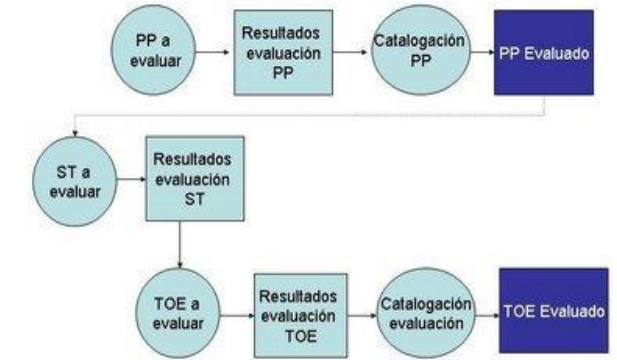 PP a
evaluar
Resultados
evaluación
PP
Catalogación
PP
PP Evaluado
ST a
evaluar
Resultados
evaluación
ST
TOE a
evaluar
Resultados
evaluación
TOE
Catalogación
evaluación
TOE Evaluado